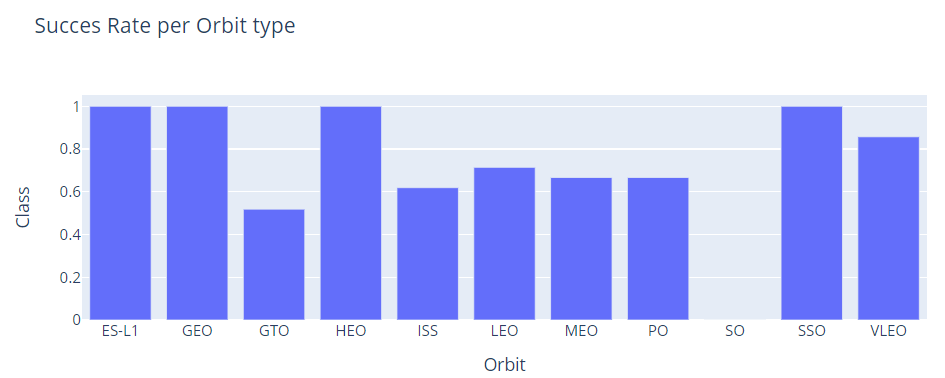 Succes Rate per Orbit type
1
0.8
0.6
0.4
0.2
0
Class
ES-L1 GEO GTO HEO ISS LEO MEO PO SO SSO VLEO
Orbit